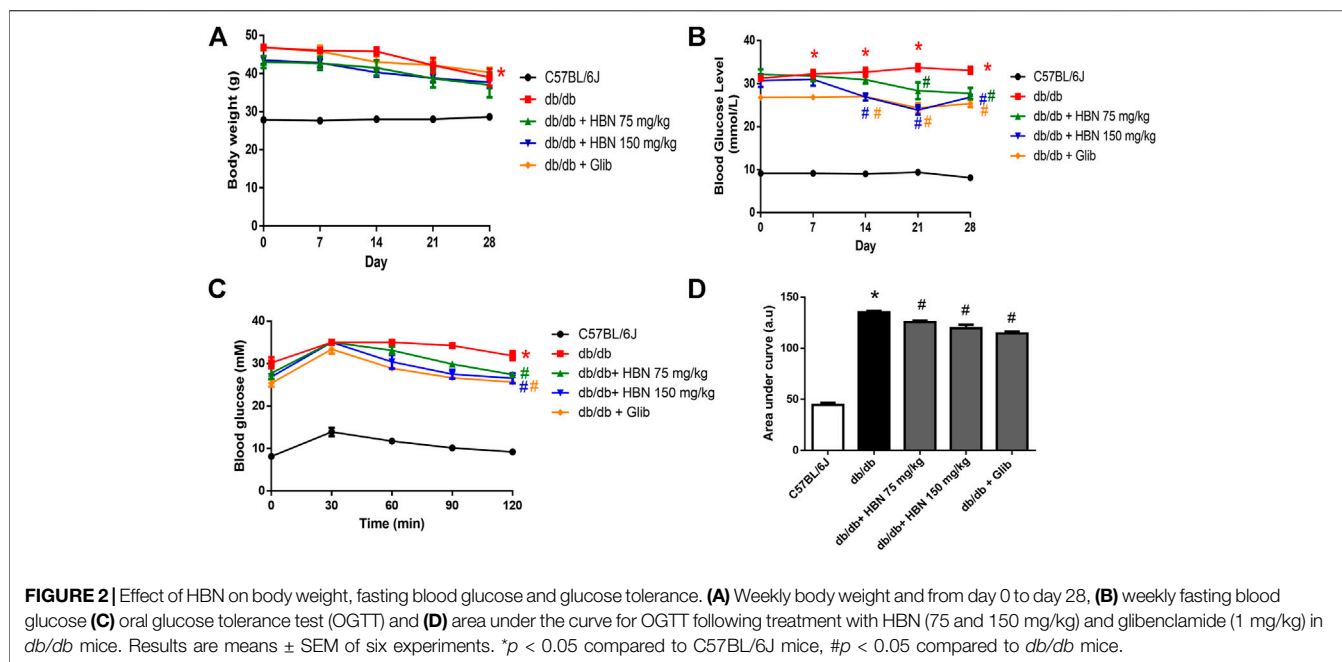 A
Body weight (g)
60
50
40
30
20
10
0
0 7 14 21 28
Day
*
C57BL/6J
db/db
db/db + HBN 75 mg/kg
db/db + HBN 150 mg/kg
db/db + Glib
B
Blood Glucose Level
(mmol/L)
40
30
20
10
0
0 7 14 21 28
Day
* * * *
#
# #
# #
# #
#
C57BL/6J
db/db
db/db + HBN 75 mg/kg
db/db + HBN 150 mg/kg
db/db + Glib
C
Blood glucose (mM)
40
30
20
10
0
0 30 60 90 120
Time (min)
*
#
# #
C57BL/6J
db/db
db/db+ HBN 75 mg/kg
db/db+ HBN 150 mg/kg
db/db + Glib
D
Area under curve (a.u)
150
100
50
0
* # # #
C57BL/6J
db/db
db/db+ HBN 75 mg/kg
db/db+ HBN 150 mg/kg
db/db + Glib
FIGURE 2 | Effect of HBN on body weight, fasting blood glucose and glucose tolerance. (A) Weekly body weight and from day 0 to day 28, (B) weekly fasting blood
glucose (C) oral glucose tolerance test (OGTT) and (D) area under the curve for OGTT following treatment with HBN (75 and 150 mg/kg) and glibenclamide (1 mg/kg) in
db/db mice. Results are means ± SEM of six experiments. *p < 0.05 compared to C57BL/6J mice, #p < 0.05 compared to db/db mice.